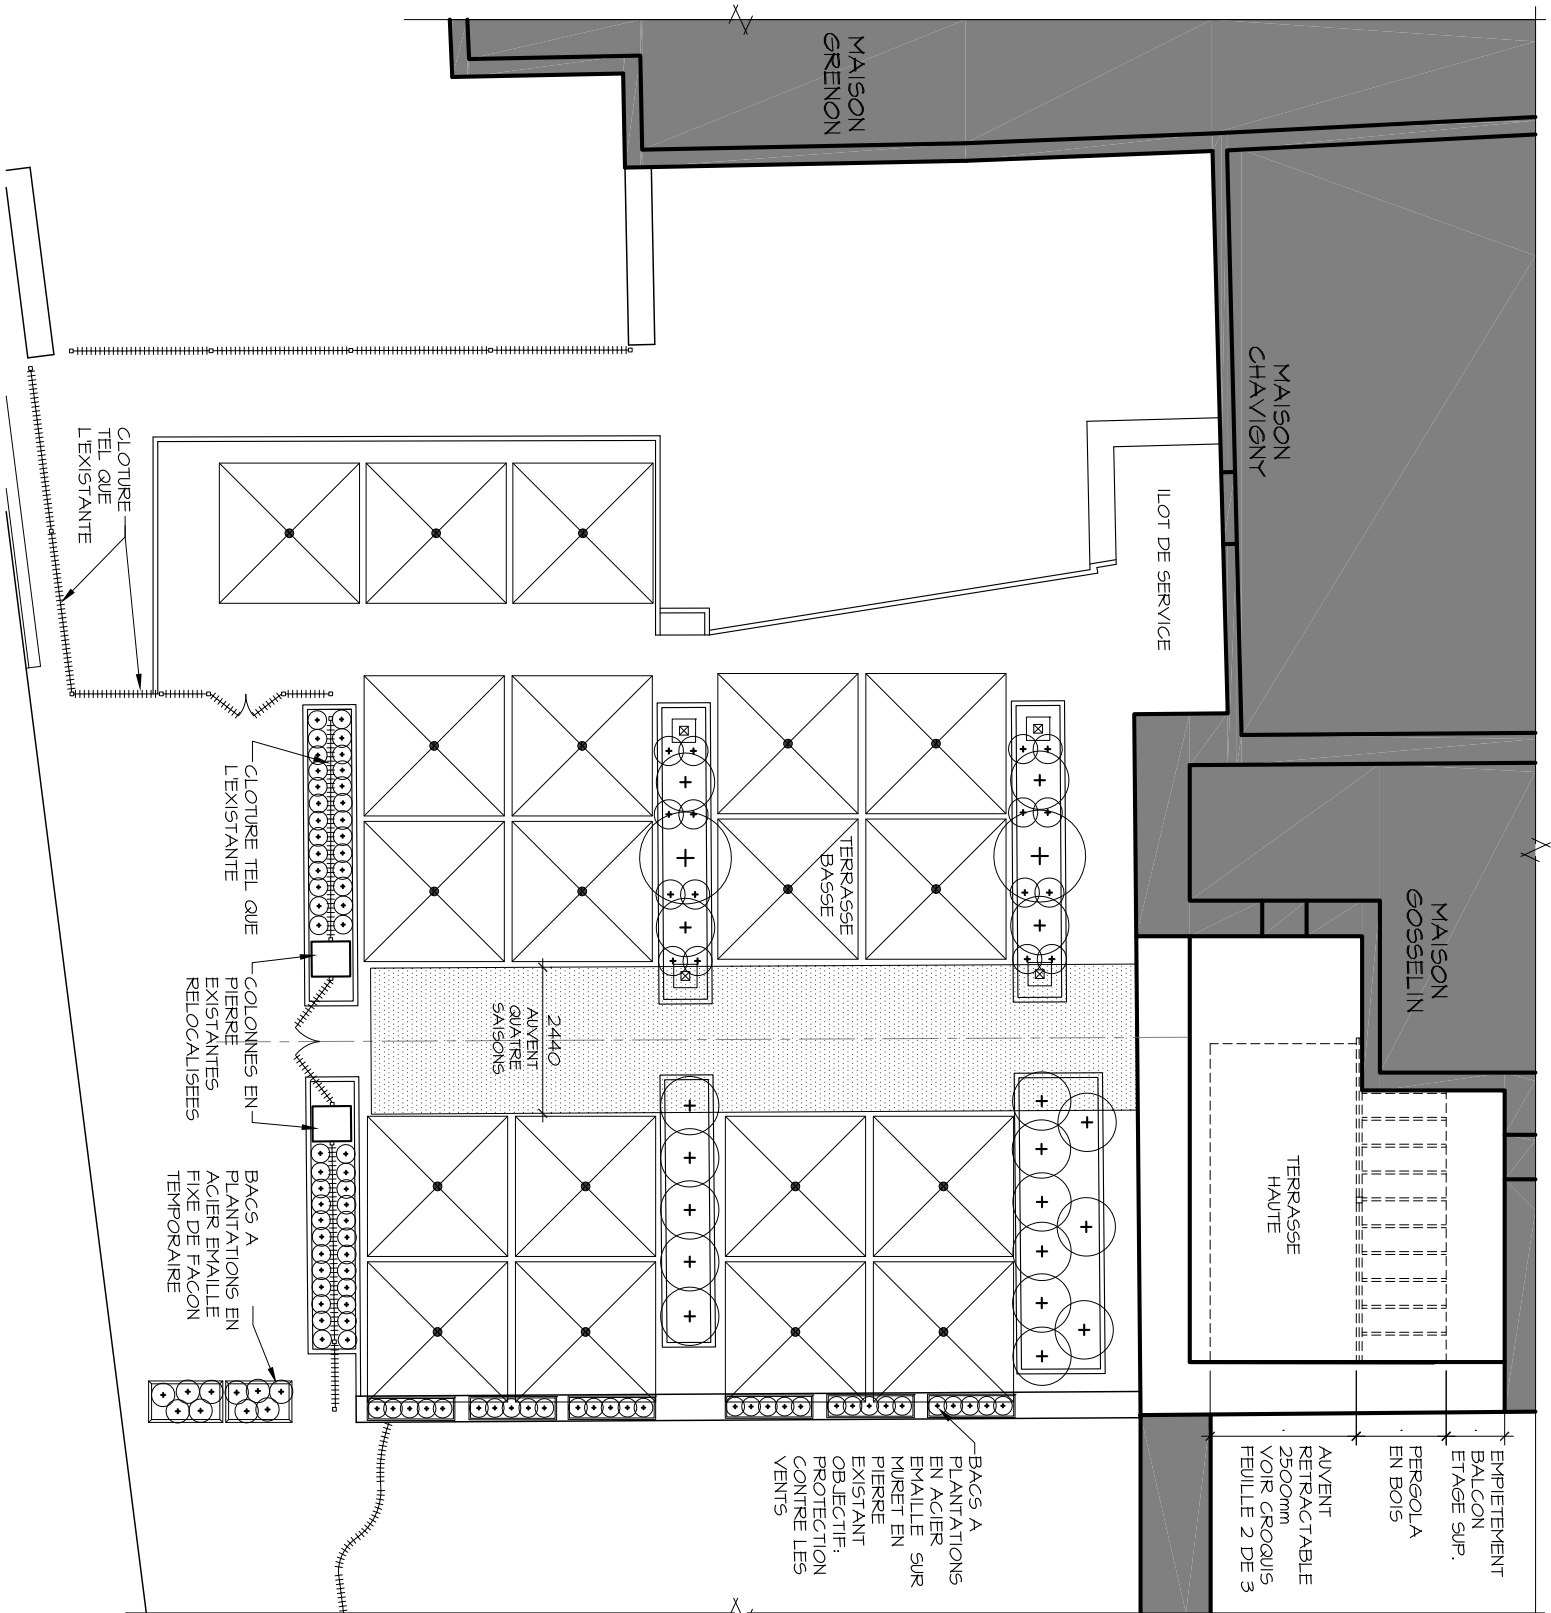 MAISON
GRENON
MAISON
CHAVIGNY
ILOT DE SERVICE
CLOTURE
TEL QUE
L'EXISTANTE
MAISON
GOSSELIN
TERRASSE
BASSE
CLOTURE TEL QUE
L'EXISTANTE
2440
AUVENT
QUATRE
SAISONS
COLONNES EN
PIERRE
EXISTANTES
RELOCALISEES
TERRASSE
HAUTE
BACS A
PLANTATIONS EN
ACIER EMAILLE
FIXE DE FACON
TEMPORAIRE
EMPIETEMENT
BALCON
ETAGE SUP.
PERGOLA
EN BOIS
AUVENT
RETRACTABLE
2500mm
VOIR CROQUIS
FEUILLE 2 DE 3
BACS A
PLANTATIONS
EN ACIER
EMAILLE SUR
MURET EN
PIERRE
EXISTANT
OBJECTIF:
PROTECTION
CONTRE LES
VENTS